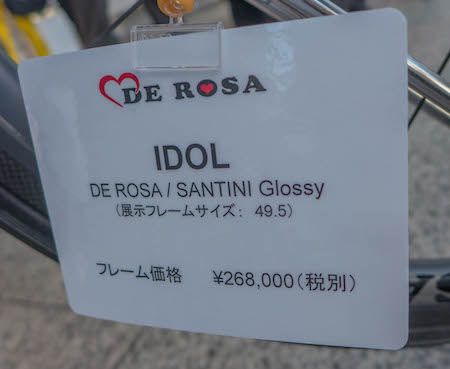 DE ROSA
IDOL
DE ROSA / SANTINI Glossy
(展示フレームサイズ: 49.5)
フレーム価格 ¥268,000(税別)